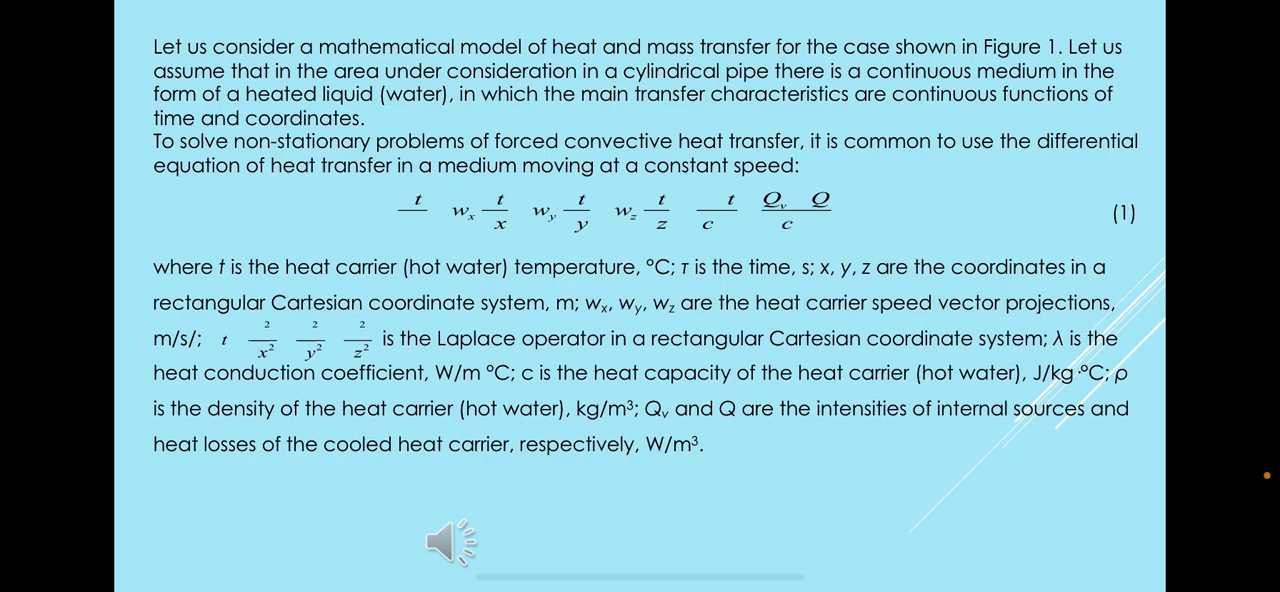 Let us consider a mathematical model of heat and mass transfer for the case shown in Figure 1. Let us
assume that in the area under consideration in a cylindrical pipe there is a continuous medium in the
form of a heated liquid (water), in which the main transfer characteristics are continuous functions of
time and coordinates.
To solve non-stationary problems of forced convective heat transfer, it is common to use the differential
equation of heat transfer in a medium moving at a constant speed:
t/ wₓ t/x w_y t/y w_z t/z /c t Qᵥ Q/c (1)
where t is the heat carrier (hot water) temperature, °C; τ is the time, s; x, y, z are the coordinates in a
rectangular Cartesian coordinate system, m; wₓ, w_y, w_z are the heat carrier speed vector projections,
m/s/; t ²/x² ²/y² ²/z² is the Laplace operator in a rectangular Cartesian coordinate system; λ is the
heat conduction coefficient, W/m °C; c is the heat capacity of the heat carrier (hot water), J/kg·°C; ρ
is the density of the heat carrier (hot water), kg/m³; Qᵥ and Q are the intensities of internal sources and
heat losses of the cooled heat carrier, respectively, W/m³.